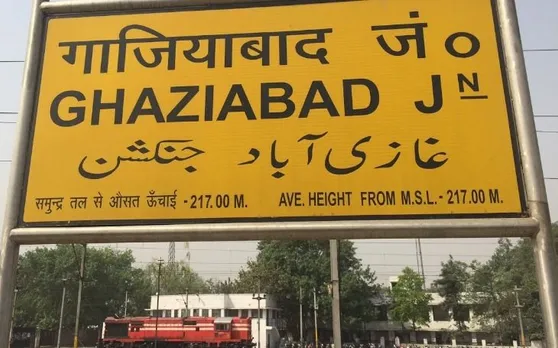 गाजियाबाद जं०
GHAZIABAD JN
غازی آباد جنکشن
समुन्द्र तल से औसत ऊँचाई - 217.00 M. AVE. HEIGHT FROM M.S.L. - 217.00 M.